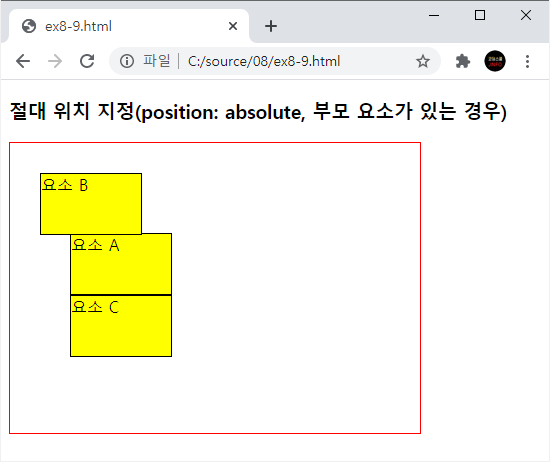 ex8-9.html
파일 C:/source/08/ex8-9.html
절대 위치 지정(position: absolute, 부모 요소가 있는 경우)
요소 B
요소 A
요소 C